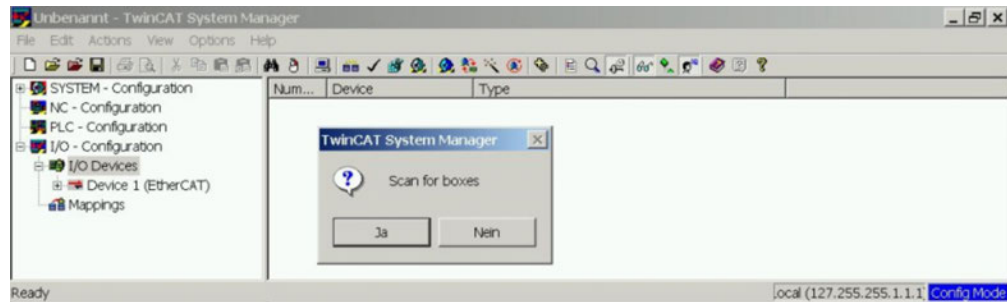 Unbenannt - TwinCAT System Manager
File Edit Actions View Options Help
SYSTEM - Configuration
NC - Configuration
PLC - Configuration
I/O - Configuration
I/O Devices
Device 1 (EtherCAT)
Mappings
Num... Device Type
TwinCAT System Manager
Scan for boxes
Ja Nein
Ready
ocal (127.255.255.1.1.1 Config Mode